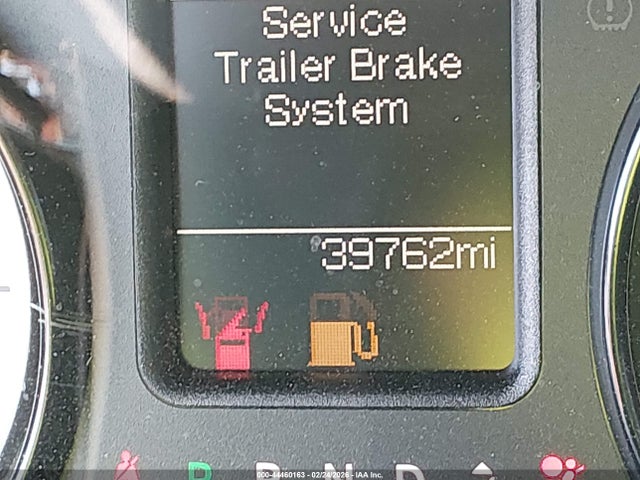 Service
Trailer Brake
System
39762mi
P R N D
000-44460163 - 02/24/2026 - IAA Inc.